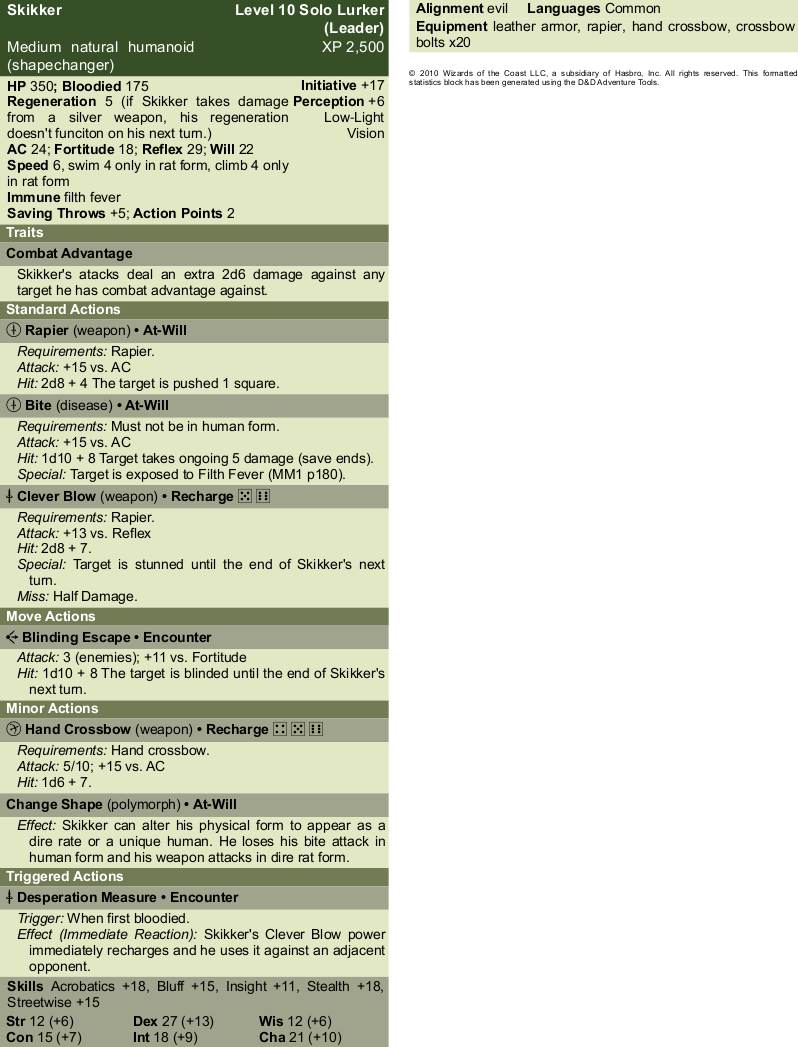 Skikker Level 10 Solo Lurker
(Leader)
Medium natural humanoid XP 2,500
(shapechanger)
HP 350; Bloodied 175 Initiative +17
Regeneration 5 (if Skikker takes damage Perception +6
from a silver weapon, his regeneration Low-Light
doesn't funciton on his next turn.) Vision
AC 24; Fortitude 18; Reflex 29; Will 22
Speed 6, swim 4 only in rat form, climb 4 only
in rat form
Immune filth fever
Saving Throws +5; Action Points 2
Traits
Combat Advantage
Skikker's atacks deal an extra 2d6 damage against any
target he has combat advantage against.
Standard Actions
Rapier (weapon) • At-Will
Requirements: Rapier.
Attack: +15 vs. AC
Hit: 2d8 + 4 The target is pushed 1 square.
Bite (disease) • At-Will
Requirements: Must not be in human form.
Attack: +15 vs. AC
Hit: 1d10 + 8 Target takes ongoing 5 damage (save ends).
Special: Target is exposed to Filth Fever (MM1 p180).
Clever Blow (weapon) • Recharge ⚄ ⚅
Requirements: Rapier.
Attack: +13 vs. Reflex
Hit: 2d8 + 7.
Special: Target is stunned until the end of Skikker's next
turn.
Miss: Half Damage.
Move Actions
Blinding Escape • Encounter
Attack: 3 (enemies); +11 vs. Fortitude
Hit: 1d10 + 8 The target is blinded until the end of Skikker's
next turn.
Minor Actions
Hand Crossbow (weapon) • Recharge ⚃ ⚄ ⚅
Requirements: Hand crossbow.
Attack: 5/10; +15 vs. AC
Hit: 1d6 + 7.
Change Shape (polymorph) • At-Will
Effect: Skikker can alter his physical form to appear as a
dire rate or a unique human. He loses his bite attack in
human form and his weapon attacks in dire rat form.
Triggered Actions
Desperation Measure • Encounter
Trigger: When first bloodied.
Effect (Immediate Reaction): Skikker's Clever Blow power
immediately recharges and he uses it against an adjacent
opponent.
Skills Acrobatics +18, Bluff +15, Insight +11, Stealth +18,
Streetwise +15
Str 12 (+6) Dex 27 (+13) Wis 12 (+6)
Con 15 (+7) Int 18 (+9) Cha 21 (+10)
Alignment evil Languages Common
Equipment leather armor, rapier, hand crossbow, crossbow
bolts x20
© 2010 Wizards of the Coast LLC, a subsidiary of Hasbro, Inc. All rights reserved. This formatted
statistics block has been generated using the D&D Adventure Tools.